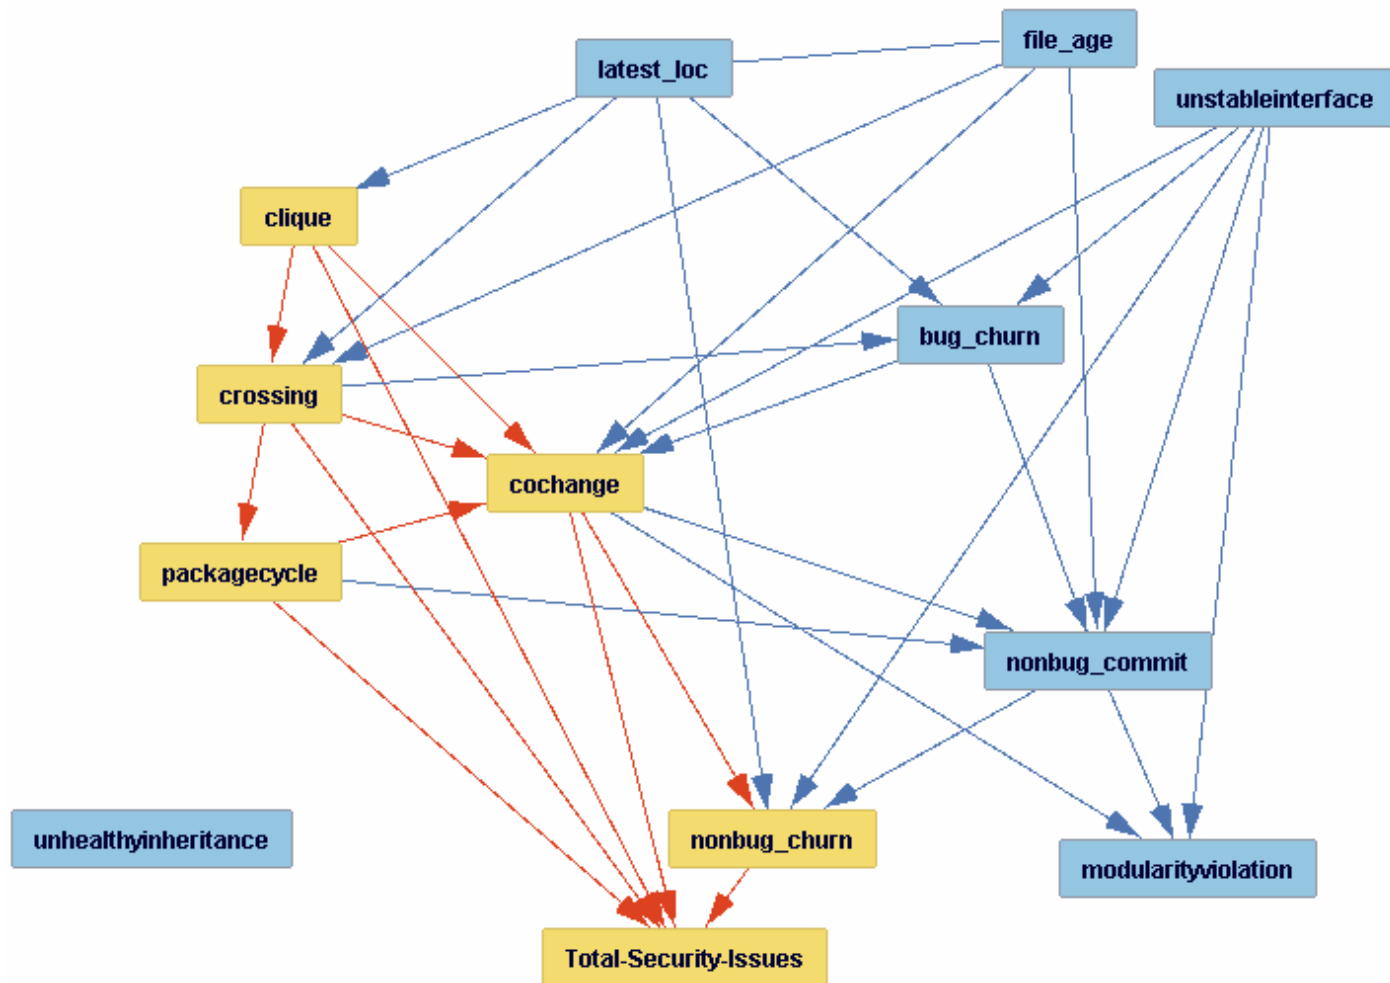 file_age
latest_loc
unstableinterface
clique
bug_churn
crossing
cochange
packagecycle
nonbug_commit
unhealthyinheritance
nonbug_churn
modularityviolation
Total-Security-Issues